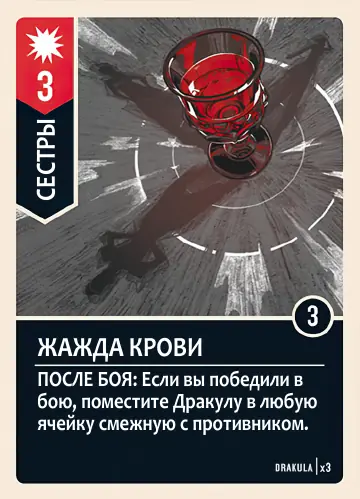 3
СЕСТРЫ
3
ЖАЖДА КРОВИ
ПОСЛЕ БОЯ: Если вы победили в
бою, поместите Дракулу в любую
ячейку смежную с противником.
DRAKULA | x3